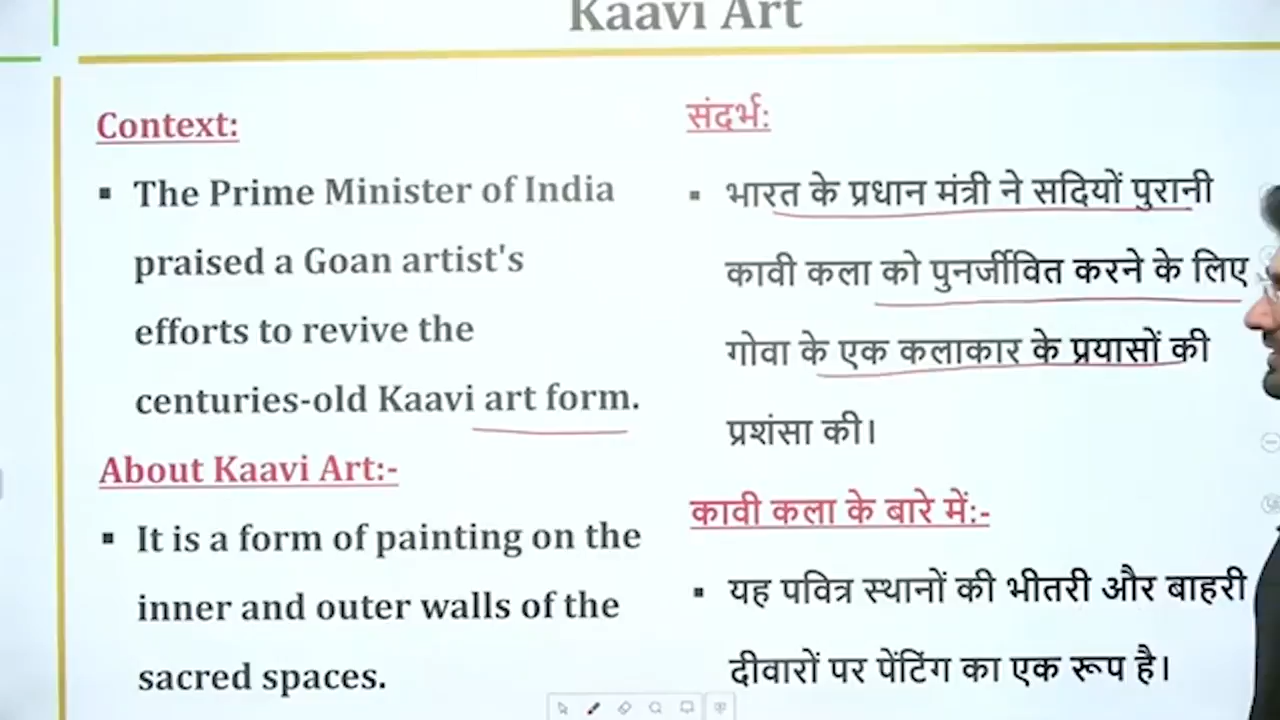 Kaavi Art
Context:
▪ The Prime Minister of India
praised a Goan artist's
efforts to revive the
centuries-old Kaavi art form.
About Kaavi Art:-
▪ It is a form of painting on the
inner and outer walls of the
sacred spaces.
संदर्भ:
▪ भारत के प्रधान मंत्री ने सदियों पुरानी
कावी कला को पुनर्जीवित करने के लिए
गोवा के एक कलाकार के प्रयासों की
प्रशंसा की।
कावी कला के बारे में:-
▪ यह पवित्र स्थानों की भीतरी और बाहरी
दीवारों पर पेंटिंग का एक रूप है।